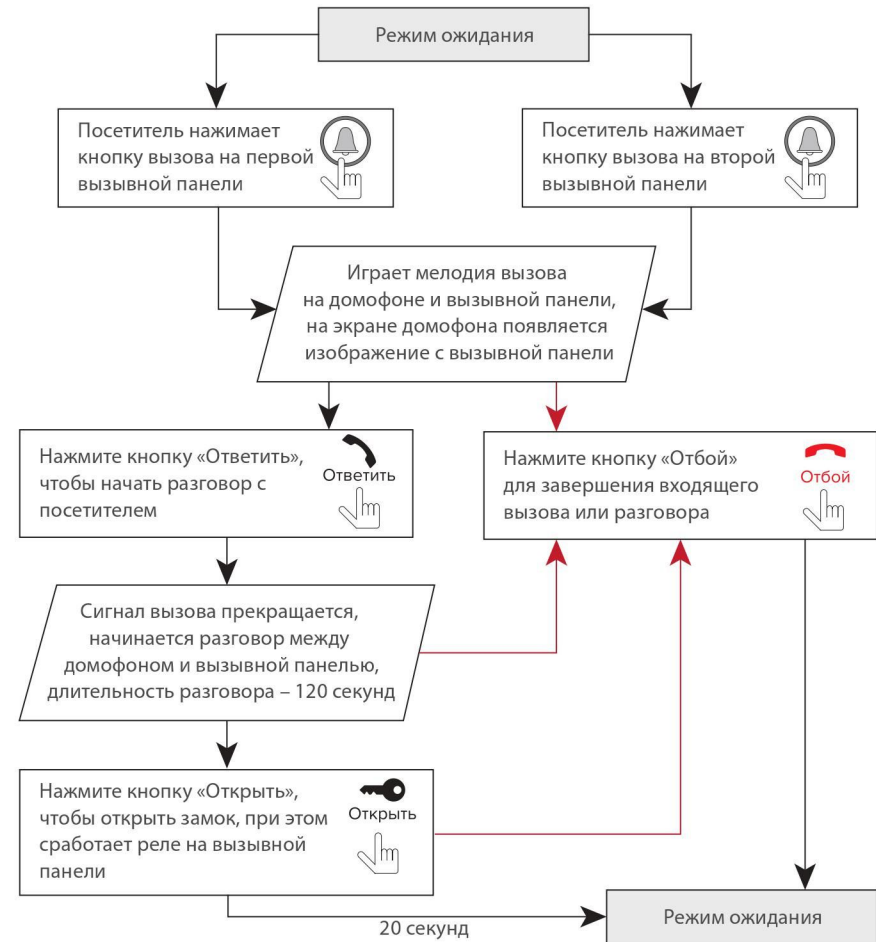 Режим ожидания
Посетитель нажимает
кнопку вызова на первой
вызывной панели
Посетитель нажимает
кнопку вызова на второй
вызывной панели
Играет мелодия вызова
на домофоне и вызывной панели,
на экране домофона появляется
изображение с вызывной панели
Нажмите кнопку «Ответить»,
чтобы начать разговор с
посетителем
Ответить
Нажмите кнопку «Отбой»
для завершения входящего
вызова или разговора
Отбой
Сигнал вызова прекращается,
начинается разговор между
домофоном и вызывной панелью,
длительность разговора – 120 секунд
Нажмите кнопку «Открыть»,
чтобы открыть замок, при этом
сработает реле на вызывной
панели
Открыть
20 секунд
Режим ожидания